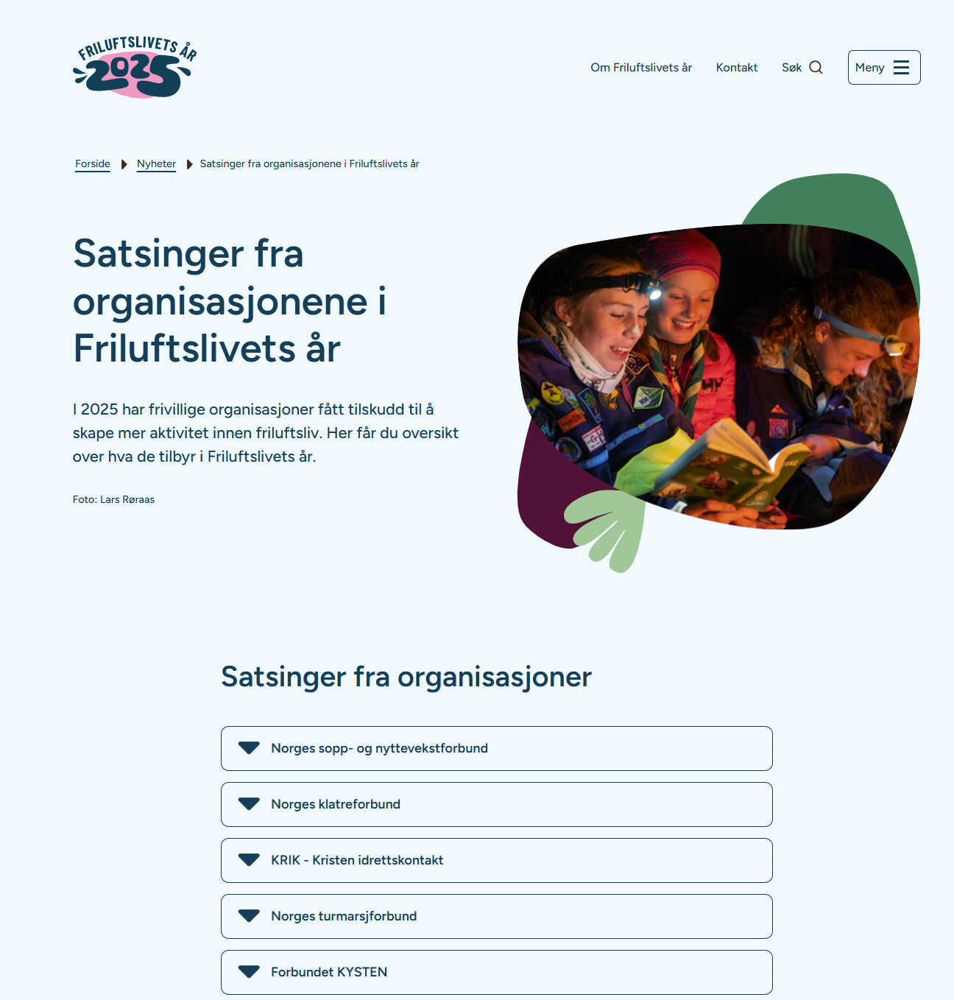 FRILUFTSLIVETS ÅR
2025
Om Friluftslivets år
Kontakt
Søk
Meny
Forside
Nyheter
Satsinger fra organisasjonene i Friluftslivets år
Satsinger fra
organisasjonene i
Friluftslivets år
I 2025 har frivillige organisasjoner fått tilskudd til å
skape mer aktivitet innen friluftsliv. Her får du oversikt
over hva de tilbyr i Friluftslivets år.
Foto: Lars Røraas
Satsinger fra organisasjoner
Norges sopp- og nyttevekstforbund
Norges klatreforbund
KRIK - Kristen idrettskontakt
Norges turmarsjforbund
Forbundet KYSTEN